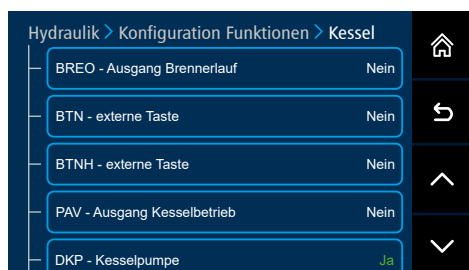 Hydraulik > Konfiguration Funktionen > Kessel
BREO - Ausgang Brennerlauf Nein
BTN - externe Taste Nein
BTNH - externe Taste Nein
PAV - Ausgang Kesselbetrieb Nein
DKP - Kesselpumpe Ja